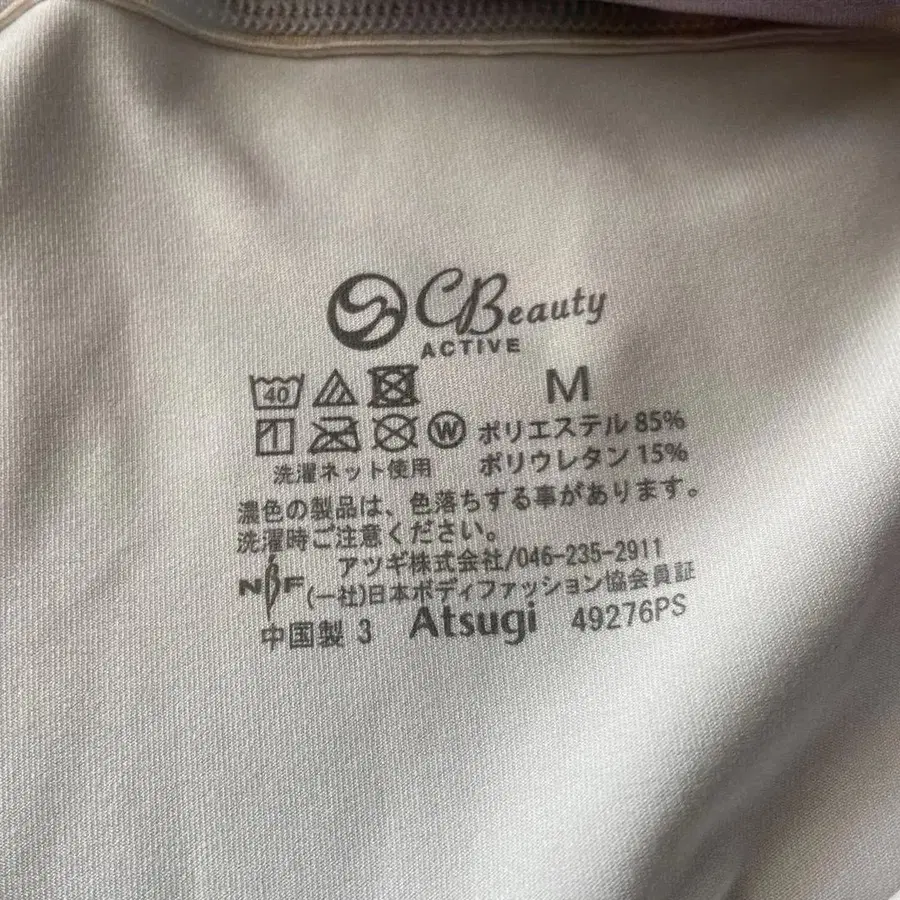 CBeauty
ACTIVE
40
M
W ポリエステル 85%
洗濯ネット使用 ポリウレタン 15%
濃色の製品は、色落ちする事があります。
洗濯時ご注意ください。
アツギ株式会社/046-235-2911
NBF (一社)日本ボディファッション協会員証
中国製 3 Atsugi 49276PS